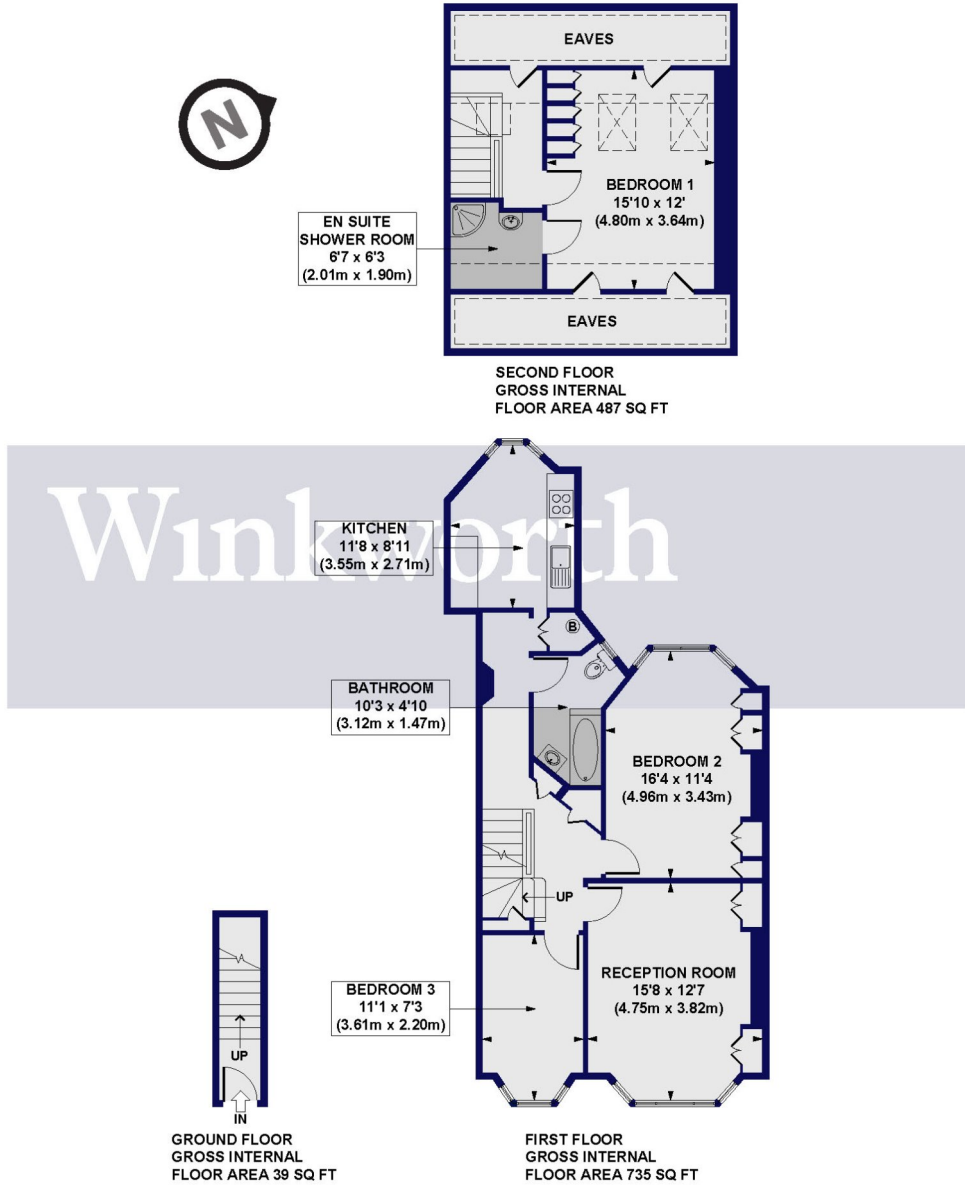 EAVES
N
BEDROOM 1
15'10 x 12'
(4.80m x 3.64m)
EN SUITE
SHOWER ROOM
6'7 x 6'3
(2.01m x 1.90m)
EAVES
SECOND FLOOR
GROSS INTERNAL
FLOOR AREA 487 SQ FT
Winkworth
KITCHEN
11'8 x 8'11
(3.55m x 2.71m)
B
BATHROOM
10'3 x 4'10
(3.12m x 1.47m)
BEDROOM 2
16'4 x 11'4
(4.96m x 3.43m)
UP
BEDROOM 3
11'1 x 7'3
(3.61m x 2.20m)
RECEPTION ROOM
15'8 x 12'7
(4.75m x 3.82m)
UP
IN
GROUND FLOOR
GROSS INTERNAL
FLOOR AREA 39 SQ FT
FIRST FLOOR
GROSS INTERNAL
FLOOR AREA 735 SQ FT